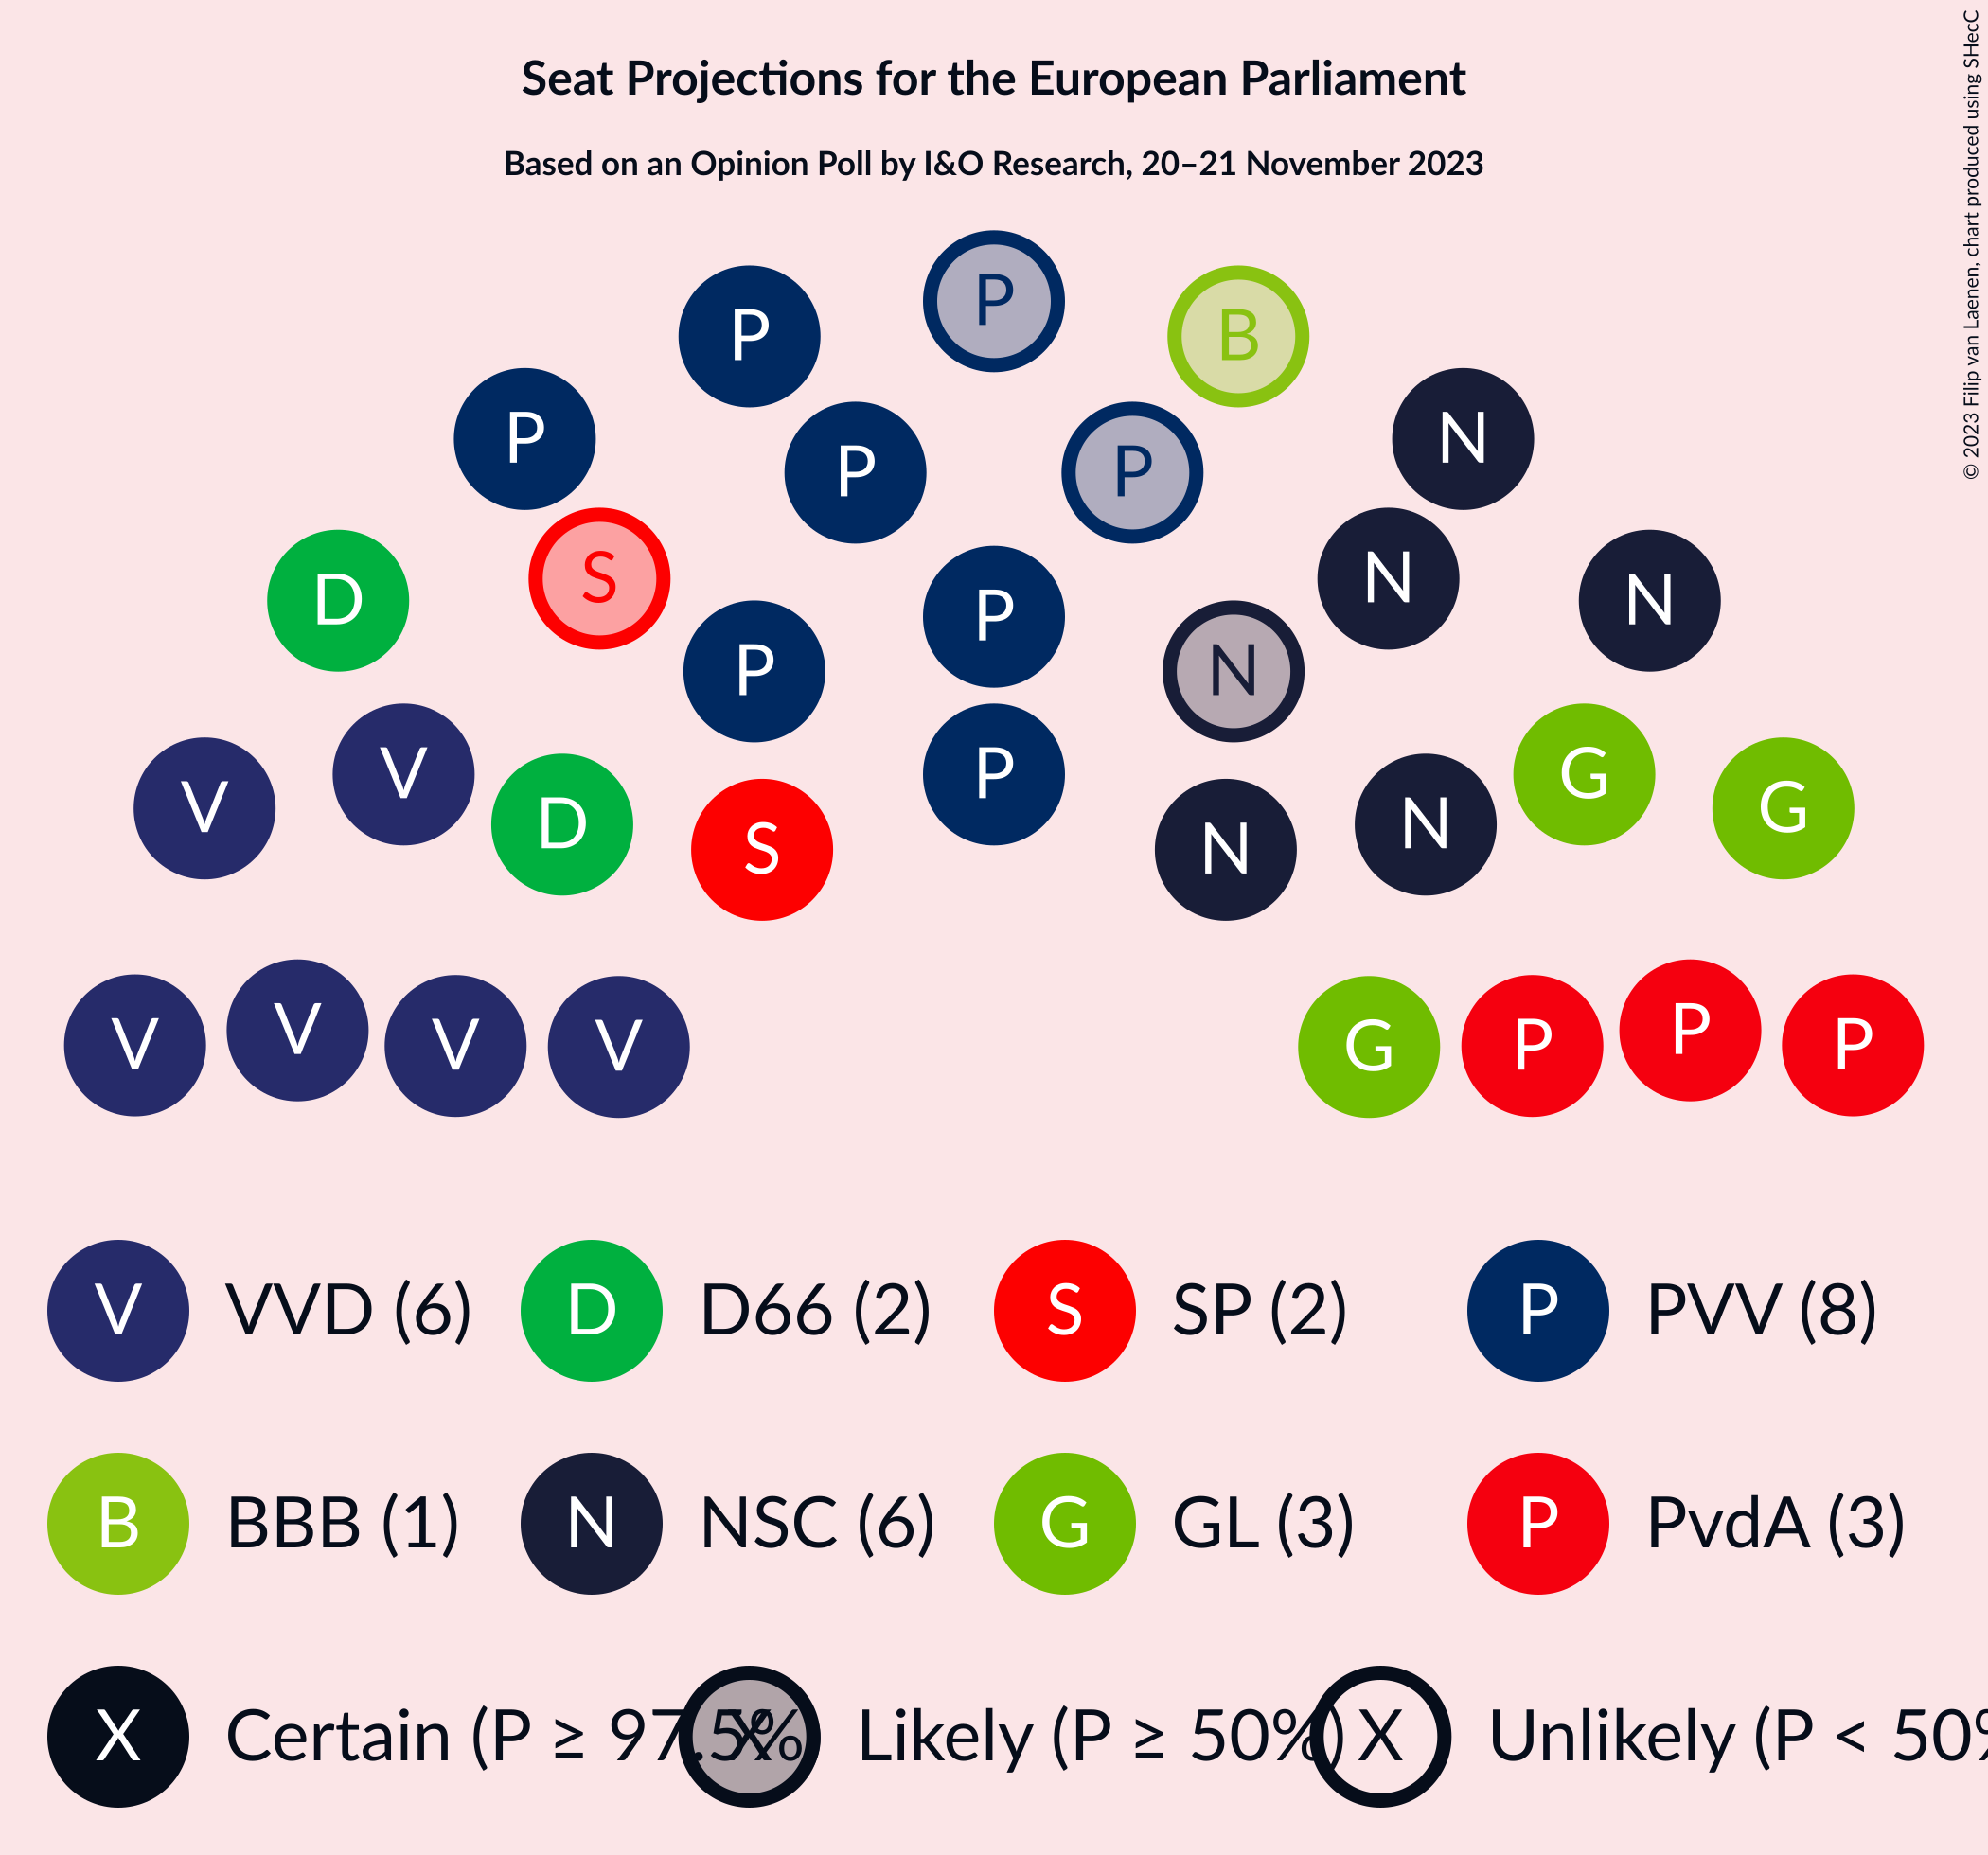 Seat Projections for the European Parliament
Based on an Opinion Poll by I&O Research, 20–21 November 2023
© 2023 Filip van Laenen, chart produced using SHecC
P
P B
P N
P P N
D S N N
P P N
V V G G
D S P N N
V V V V G P P P
V VVD (6) D D66 (2) S SP (2) P PVV (8)
B BBB (1) N NSC (6) G GL (3) P PvdA (3)
X Certain (P ≥ 97.5% X Likely (P ≥ 50%) X Unlikely (P < 50%